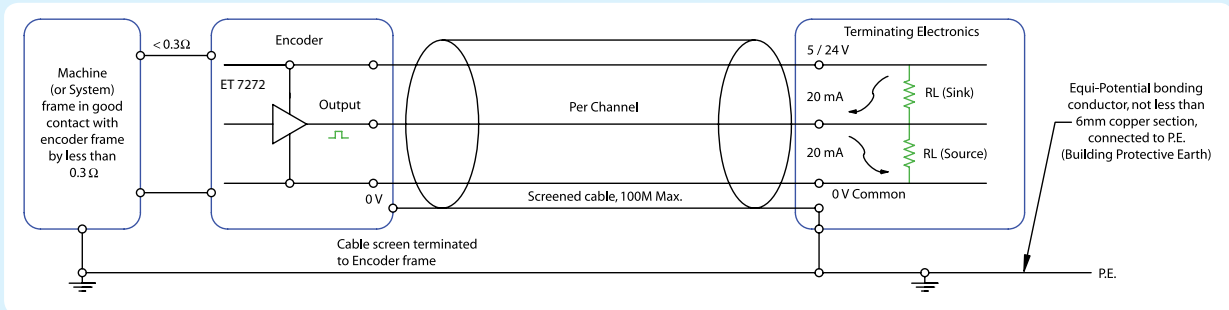 Machine
(or System)
frame in good
contact with
encoder frame
by less than
0.3 Ω
< 0.3Ω
Encoder
ET 7272
Output
0 V
Per Channel
Screened cable, 100M Max.
Cable screen terminated
to Encoder frame
Terminating Electronics
5 / 24 V
20 mA
RL (Sink)
20 mA
RL (Source)
0 V Common
Equi-Potential bonding
conductor, not less than
6mm copper section,
connected to P.E.
(Building Protective Earth)
P.E.